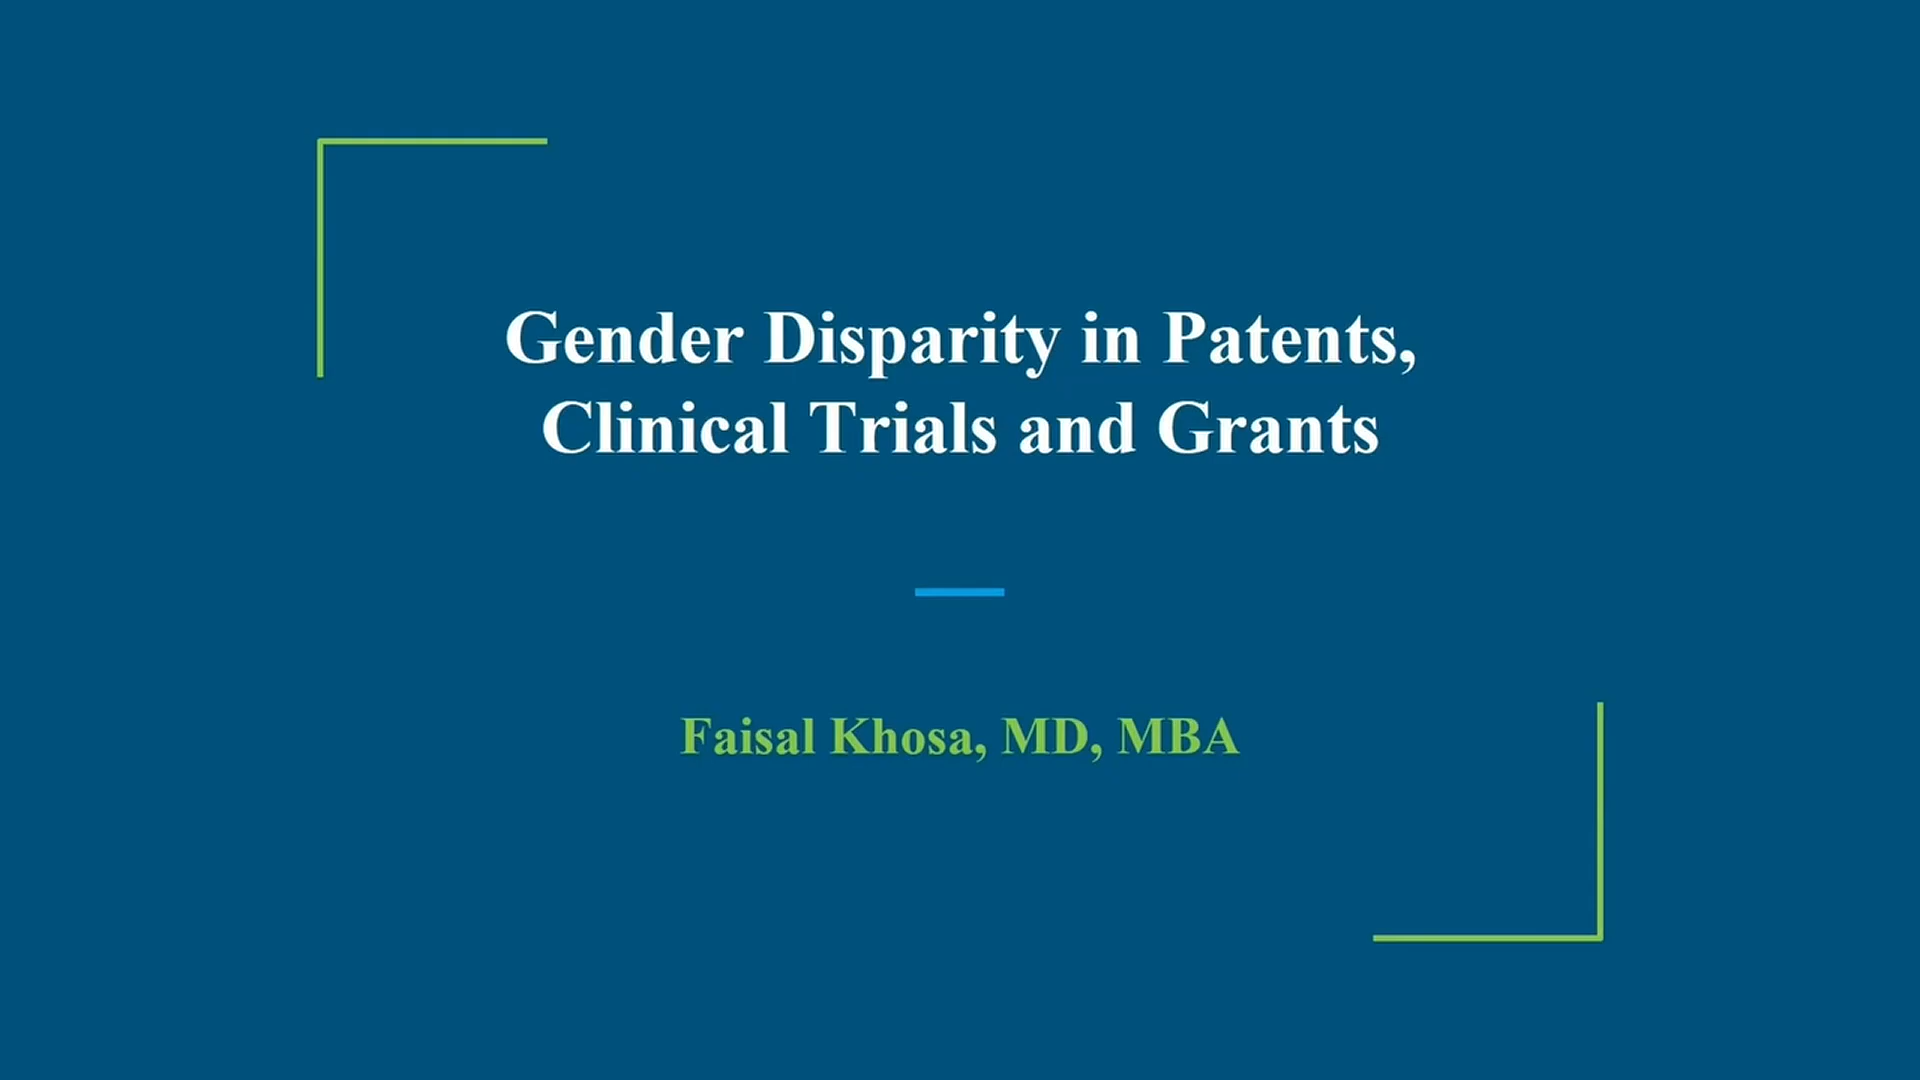 Gender Disparity in Patents,
Clinical Trials and Grants
Faisal Khosa, MD, MBA